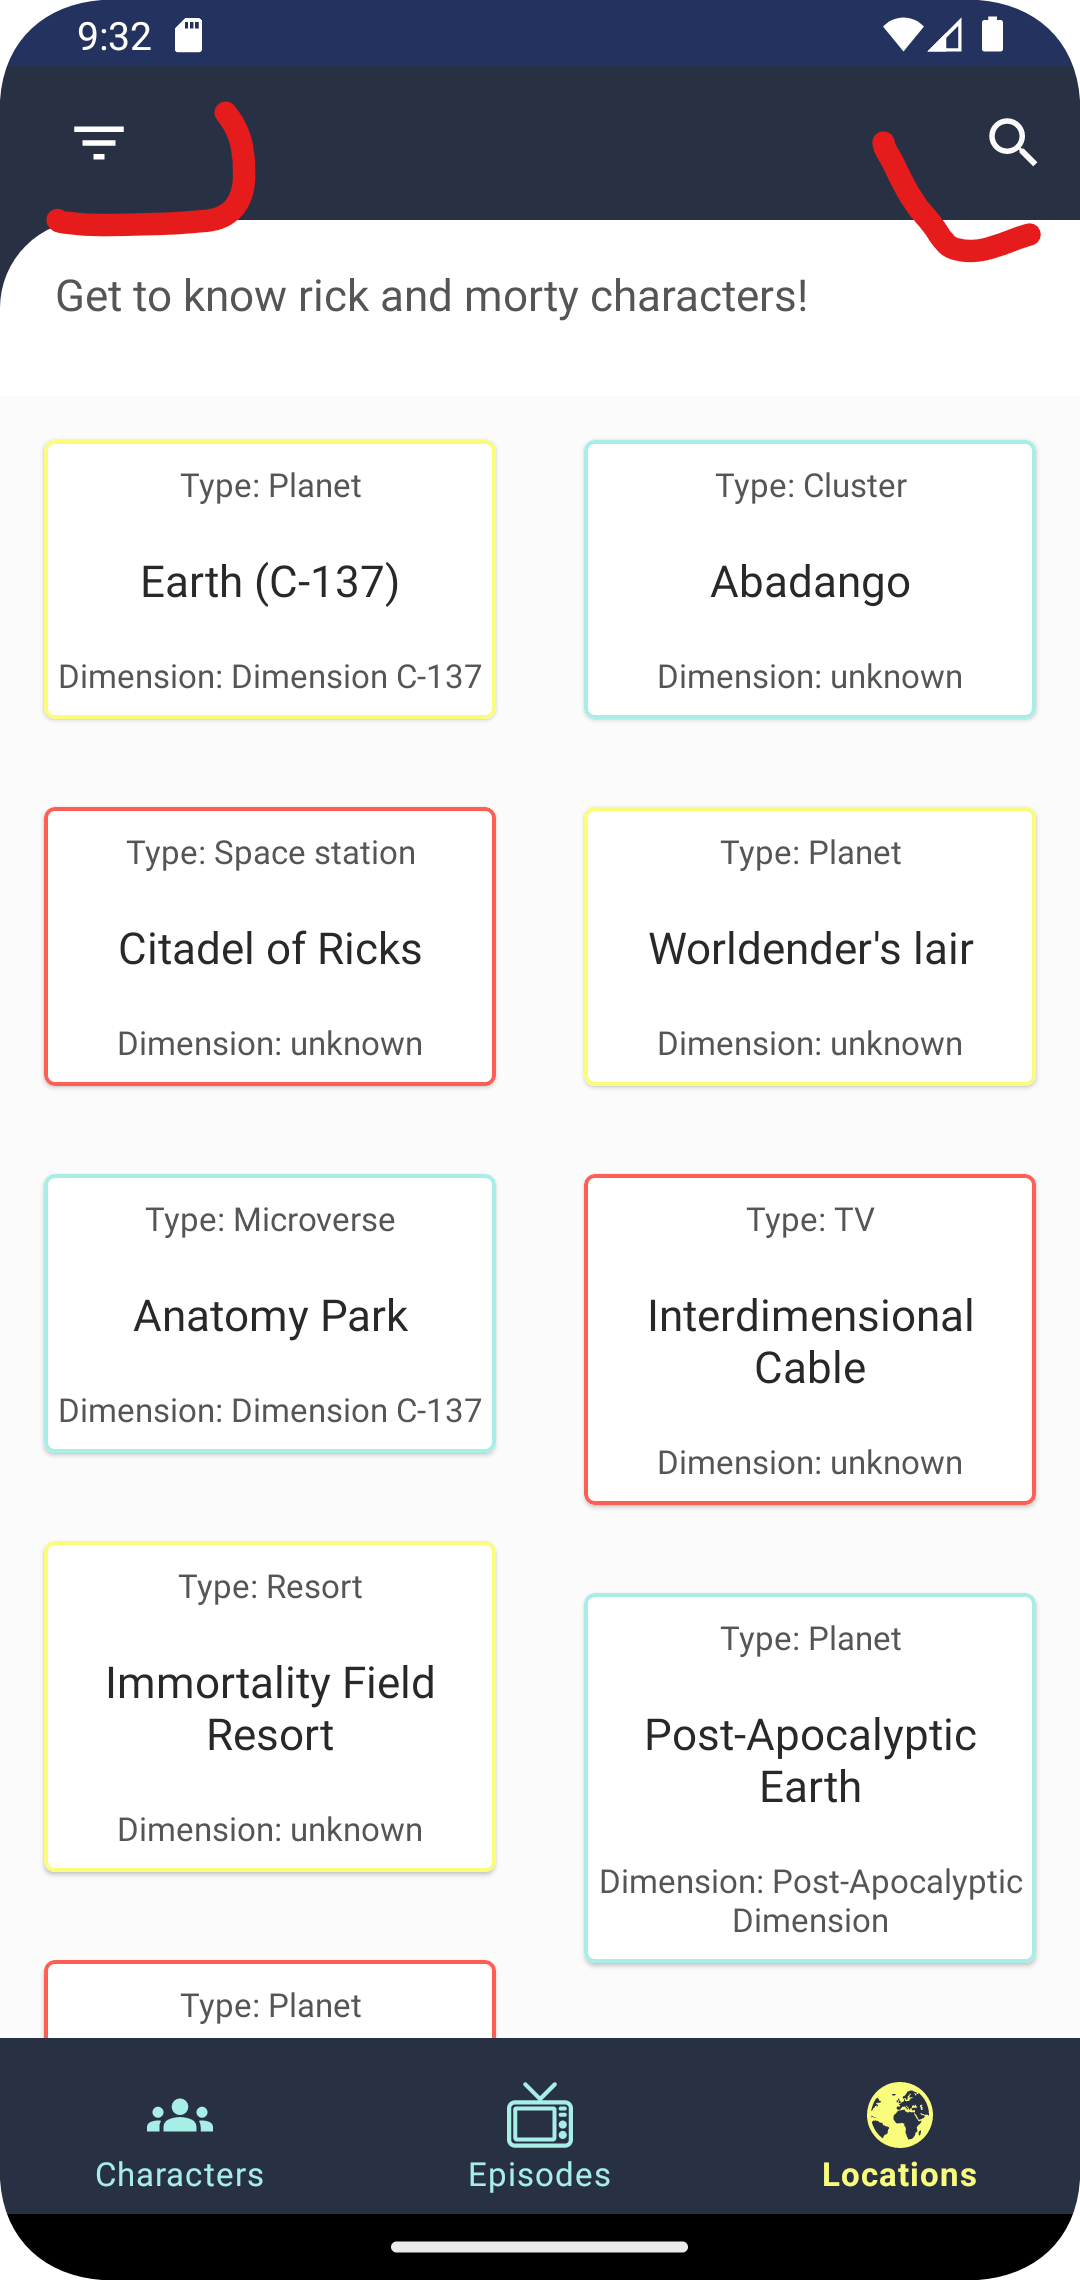 9:32
Get to know rick and morty characters!
Type: Planet
Earth (C-137)
Dimension: Dimension C-137
Type: Cluster
Abadango
Dimension: unknown
Type: Space station
Citadel of Ricks
Dimension: unknown
Type: Planet
Worldender's lair
Dimension: unknown
Type: Microverse
Anatomy Park
Dimension: Dimension C-137
Type: TV
Interdimensional
Cable
Dimension: unknown
Type: Resort
Immortality Field
Resort
Dimension: unknown
Type: Planet
Post-Apocalyptic
Earth
Dimension: Post-Apocalyptic
Dimension
Type: Planet
Characters
Episodes
Locations